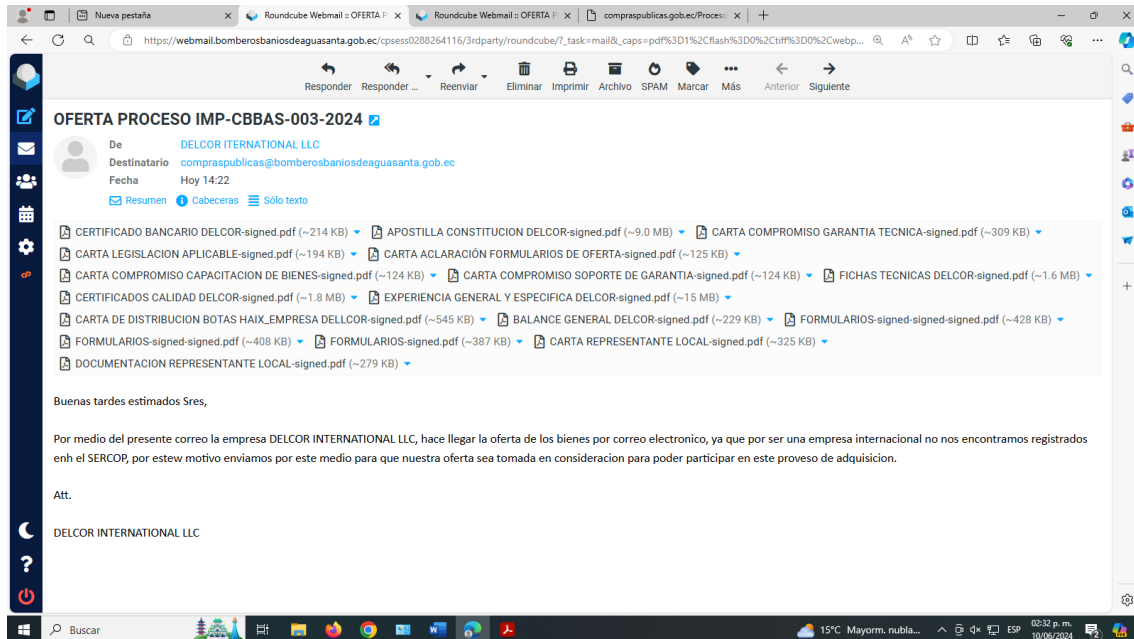 Nueva pestaña
Roundcube Webmail :: OFERTA P
Roundcube Webmail :: OFERTA P
compraspublicas.gob.ec/Proceso
https://webmail.bomberosbaniosdeaguasanta.gob.ec/cpsess0288264116/3rdparty/roundcube/?_task=mail&_caps=pdf%3D1%2Cflash%3D0%2Ctiff%3D0%2Cwebp...
Responder Responder ... Reenviar Eliminar Imprimir Archivo SPAM Marcar Más Anterior Siguiente
OFERTA PROCESO IMP-CBBAS-003-2024
De DELCOR ITERNATIONAL LLC
Destinatario compraspublicas@bomberosbaniosdeaguasanta.gob.ec
Fecha Hoy 14:22
Resumen Cabeceras Sólo texto
CERTIFICADO BANCARIO DELCOR-signed.pdf (~214 KB) APOSTILLA CONSTITUCION DELCOR-signed.pdf (~9.0 MB) CARTA COMPROMISO GARANTIA TECNICA-signed.pdf (~309 KB)
CARTA LEGISLACION APLICABLE-signed.pdf (~194 KB) CARTA ACLARACIÓN FORMULARIOS DE OFERTA-signed.pdf (~125 KB)
CARTA COMPROMISO CAPACITACION DE BIENES-signed.pdf (~124 KB) CARTA COMPROMISO SOPORTE DE GARANTIA-signed.pdf (~124 KB) FICHAS TECNICAS DELCOR-signed.pdf (~1.6 MB)
CERTIFICADOS CALIDAD DELCOR-signed.pdf (~1.8 MB) EXPERIENCIA GENERAL Y ESPECIFICA DELCOR-signed.pdf (~15 MB)
CARTA DE DISTRIBUCION BOTAS HAIX_EMPRESA DELLCOR-signed.pdf (~545 KB) BALANCE GENERAL DELCOR-signed.pdf (~229 KB) FORMULARIOS-signed-signed-signed.pdf (~428 KB)
FORMULARIOS-signed-signed.pdf (~408 KB) FORMULARIOS-signed.pdf (~387 KB) CARTA REPRESENTANTE LOCAL-signed.pdf (~325 KB)
DOCUMENTACION REPRESENTANTE LOCAL-signed.pdf (~279 KB)
Buenas tardes estimados Sres,
Por medio del presente correo la empresa DELCOR INTERNATIONAL LLC, hace llegar la oferta de los bienes por correo electronico, ya que por ser una empresa internacional no nos encontramos registrados
enh el SERCOP, por estew motivo enviamos por este medio para que nuestra oferta sea tomada en consideracion para poder participar en este proveso de adquisicion.
Att.
DELCOR INTERNATIONAL LLC
Buscar
15°C Mayorm. nubla... ESP 02:32 p. m.
10/06/2024